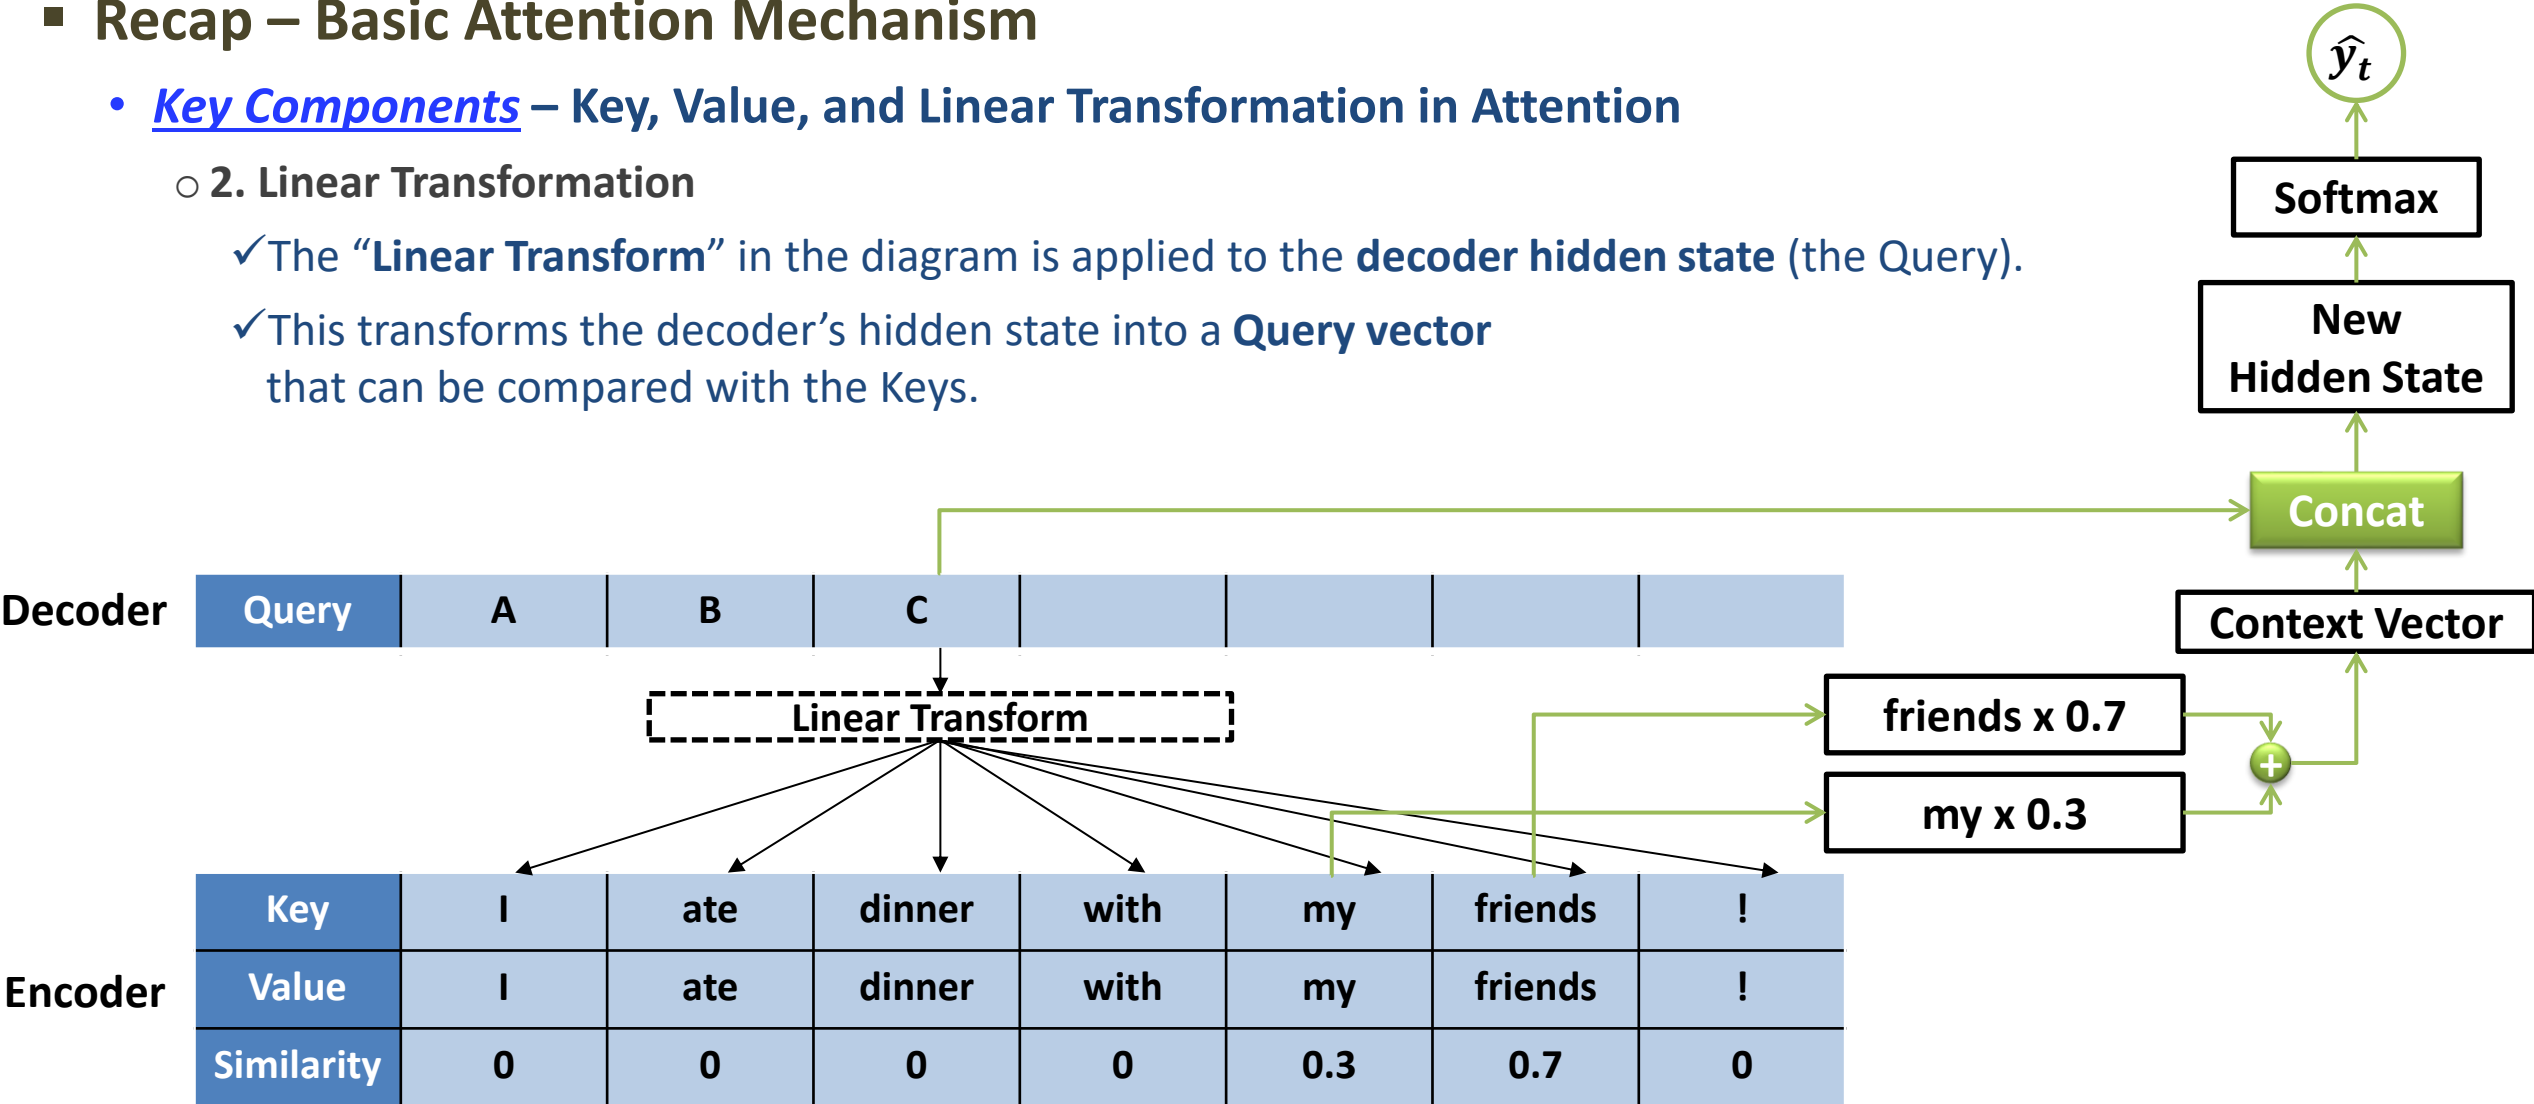 ▪ Recap – Basic Attention Mechanism
• Key Components – Key, Value, and Linear Transformation in Attention
○ 2. Linear Transformation
✓The “Linear Transform” in the diagram is applied to the decoder hidden state (the Query).
✓This transforms the decoder’s hidden state into a Query vector
that can be compared with the Keys.
ŷₜ
Softmax
New
Hidden State
Concat
Context Vector
Decoder
Query A B C
Linear Transform
friends x 0.7
+
my x 0.3
Encoder
Key I ate dinner with my friends !
Value I ate dinner with my friends !
Similarity 0 0 0 0 0.3 0.7 0